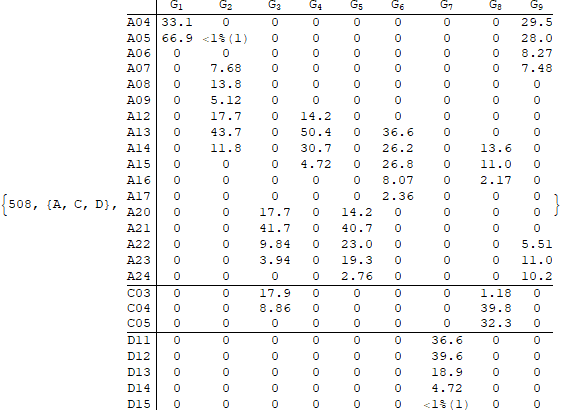 G1 G2 G3 G4 G5 G6 G7 G8 G9
A04 33.1 0 0 0 0 0 0 0 29.5
A05 66.9 <1%(1) 0 0 0 0 0 0 28.0
A06 0 0 0 0 0 0 0 0 8.27
A07 0 7.68 0 0 0 0 0 0 7.48
A08 0 13.8 0 0 0 0 0 0 0
A09 0 5.12 0 0 0 0 0 0 0
A12 0 17.7 0 14.2 0 0 0 0 0
A13 0 43.7 0 50.4 0 36.6 0 0 0
A14 0 11.8 0 30.7 0 26.2 0 13.6 0
A15 0 0 0 4.72 0 26.8 0 11.0 0
A16 0 0 0 0 0 8.07 0 2.17 0
A17 0 0 0 0 0 2.36 0 0 0
{508, {A, C, D}, }
A20 0 0 17.7 0 14.2 0 0 0 0
A21 0 0 41.7 0 40.7 0 0 0 0
A22 0 0 9.84 0 23.0 0 0 0 5.51
A23 0 0 3.94 0 19.3 0 0 0 11.0
A24 0 0 0 0 2.76 0 0 0 10.2
C03 0 0 17.9 0 0 0 0 1.18 0
C04 0 0 8.86 0 0 0 0 39.8 0
C05 0 0 0 0 0 0 0 32.3 0
D11 0 0 0 0 0 0 36.6 0 0
D12 0 0 0 0 0 0 39.6 0 0
D13 0 0 0 0 0 0 18.9 0 0
D14 0 0 0 0 0 0 4.72 0 0
D15 0 0 0 0 0 0 <1%(1) 0 0